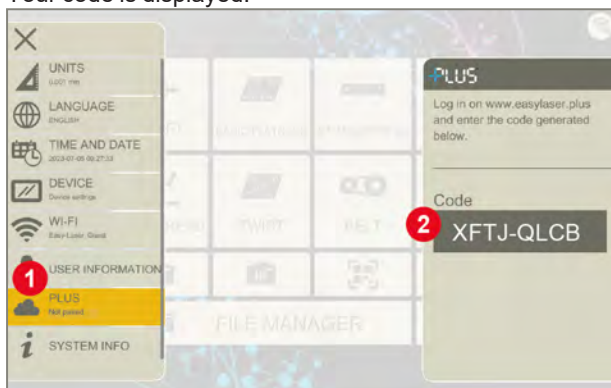 Your code is displayed.
UNITS
0.001 mm
LANGUAGE
ENGLISH
TIME AND DATE
DEVICE
Device settings
WI-FI
Easy-Laser_Guest
1
USER INFORMATION
PLUS
Not paired
SYSTEM INFO
TWIST
BELT
FILE MANAGER
PLUS
Log in on www.easylaser.plus
and enter the code generated
below.
Code
2
XFTJ-QLCB